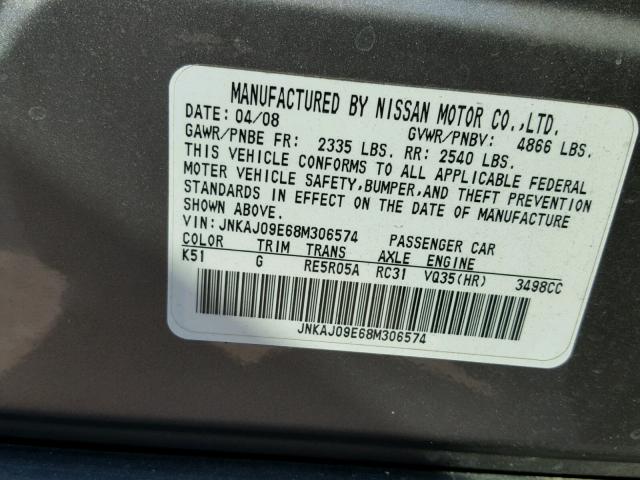 MANUFACTURED BY NISSAN MOTOR CO.,LTD.
DATE: 04/08 GVWR/PNBV: 4866 LBS.
GAWR/PNBE FR: 2335 LBS. RR: 2540 LBS.
THIS VEHICLE CONFORMS TO ALL APPLICABLE FEDERAL
MOTOR VEHICLE SAFETY,BUMPER,AND THEFT PREVENTION
STANDARDS IN EFFECT ON THE DATE OF MANUFACTURE
SHOWN ABOVE.
VIN: JNKAJ09E68M306574 PASSENGER CAR
COLOR TRIM TRANS AXLE ENGINE
K51 G RE5R05A RC31 VQ35(HR) 3498CC
JNKAJ09E68M306574